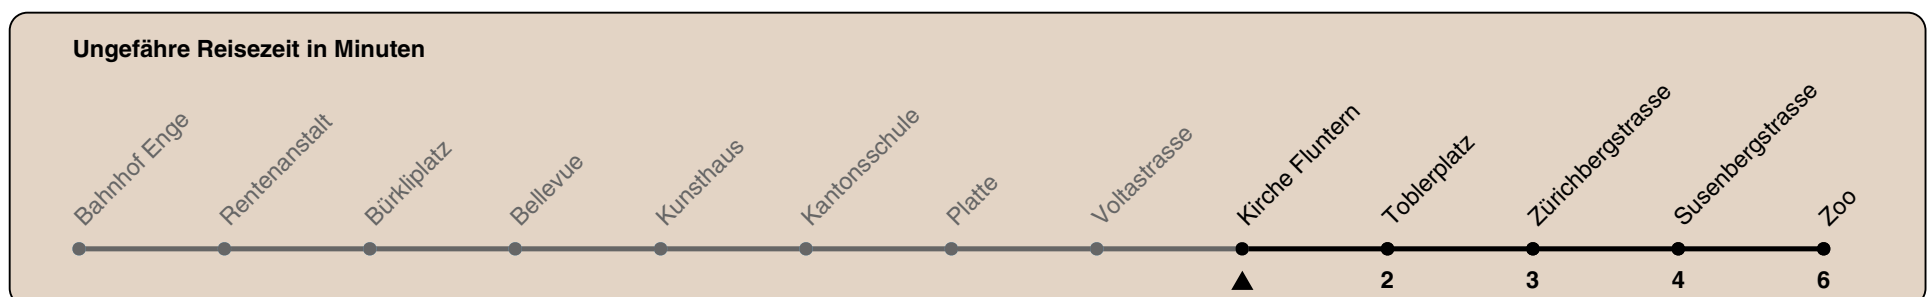 Ungefähre Reisezeit in Minuten
Bahnhof Enge
Rentenanstalt
Bürkliplatz
Bellevue
Kunsthaus
Kantonsschule
Platte
Voltastrasse
Kirche Fluntern
Toblerplatz
Zürichbergstrasse
Susenbergstrasse
Zoo
2 3 4 6